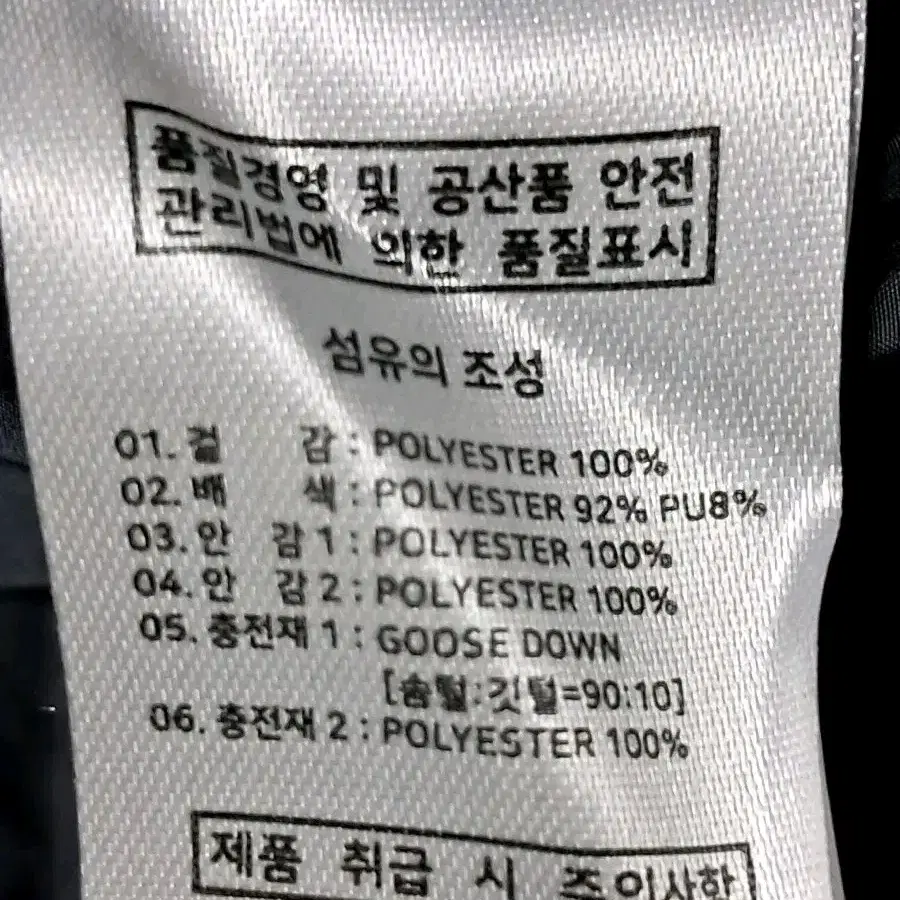 품질경영 및 공산품 안전
관리법에 의한 품질표시
섬유의 조성
01. 겉 감 : POLYESTER 100%
02. 배 색 : POLYESTER 92% PU8%
03. 안 감 1 : POLYESTER 100%
04. 안 감 2 : POLYESTER 100%
05. 충전재 1 : GOOSE DOWN
[솜털:깃털=90:10]
06. 충전재 2 : POLYESTER 100%
제품 취급 시 주의사항